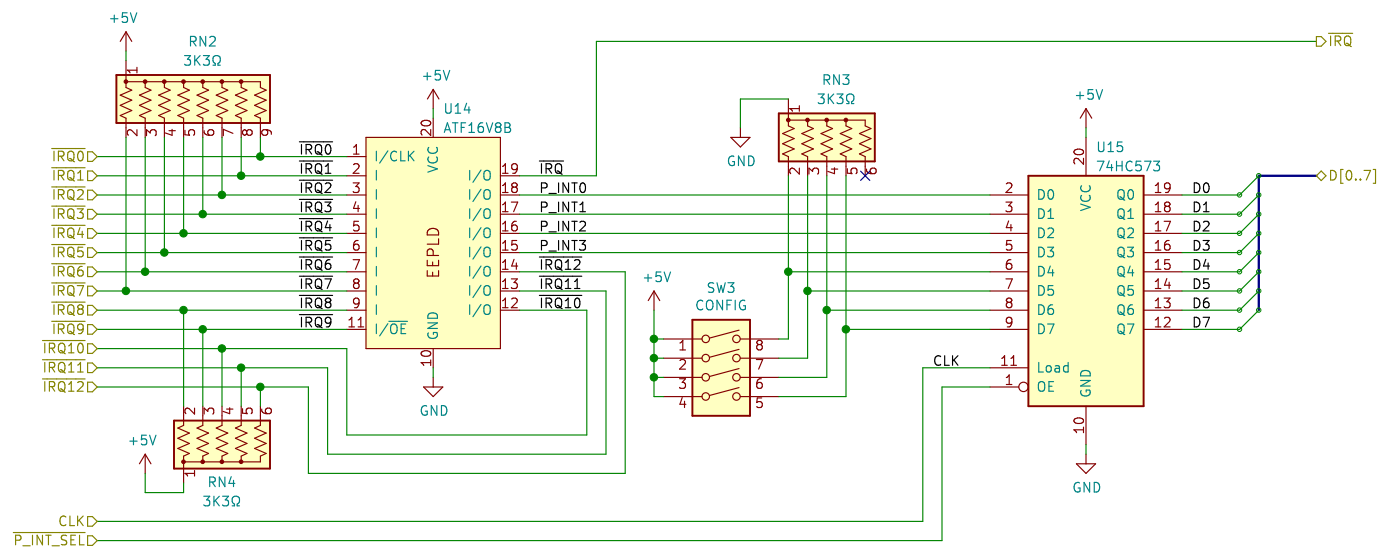 +5V
RN2
3K3Ω
1
2 3 4 5 6 7 8 9
IRQ0
IRQ1
IRQ2
IRQ3
IRQ4
IRQ5
IRQ6
IRQ7
IRQ8
IRQ9
IRQ10
IRQ11
IRQ12
IRQ0 1 I/CLK
IRQ1 2 I
IRQ2 3 I
IRQ3 4 I
IRQ4 5 I
IRQ5 6 I
IRQ6 7 I
IRQ7 8 I
IRQ8 9 I
IRQ9 11 I/OE
+5V
U14
ATF16V8B
20
VCC
EEPLD
GND
10
GND
I/O 19 IRQ
I/O 18 P_INT0
I/O 17 P_INT1
I/O 16 P_INT2
I/O 15 P_INT3
I/O 14 IRQ12
I/O 13 IRQ11
I/O 12 IRQ10
2 3 4 5 6
1
+5V
RN4
3K3Ω
CLK
P_INT_SEL
IRQ
RN3
3K3Ω
1
GND
2 3 4 5 6
+5V
SW3
CONFIG
1 8
2 7
3 6
4 5
+5V
U15
74HC573
20
VCC
2 D0 Q0 19 D0
3 D1 Q1 18 D1
4 D2 Q2 17 D2
5 D3 Q3 16 D3
6 D4 Q4 15 D4
7 D5 Q5 14 D5
8 D6 Q6 13 D6
9 D7 Q7 12 D7
CLK 11 Load
1 OE
GND
10
GND
D[0..7]